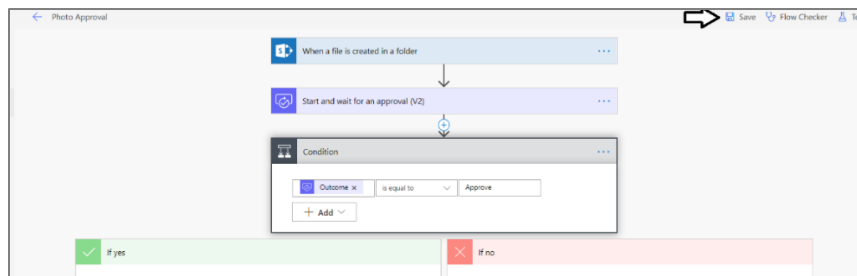 Photo Approval
Save
Flow Checker
Te
When a file is created in a folder
Start and wait for an approval (V2)
Condition
Outcome
is equal to
Approve
Add
If yes
If no